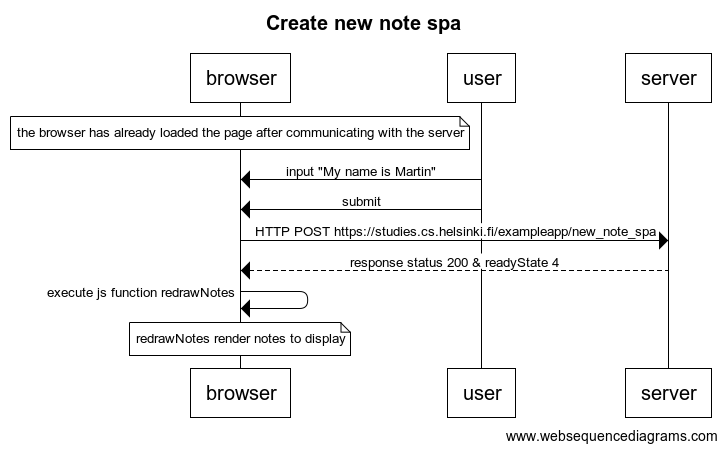 Create new note spa
browser
user
server
the browser has already loaded the page after communicating with the server
input "My name is Martin"
submit
HTTP POST https://studies.cs.helsinki.fi/exampleapp/new_note_spa
response status 200 & readyState 4
execute js function redrawNotes
redrawNotes render notes to display
browser
user
server
www.websequencediagrams.com